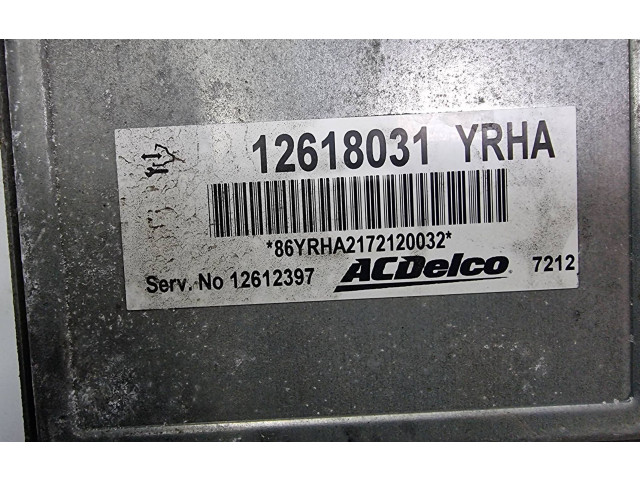 12618031 YRHA
*86YRHA2172120032*
Serv. No 12612397 ACDelco® 7212